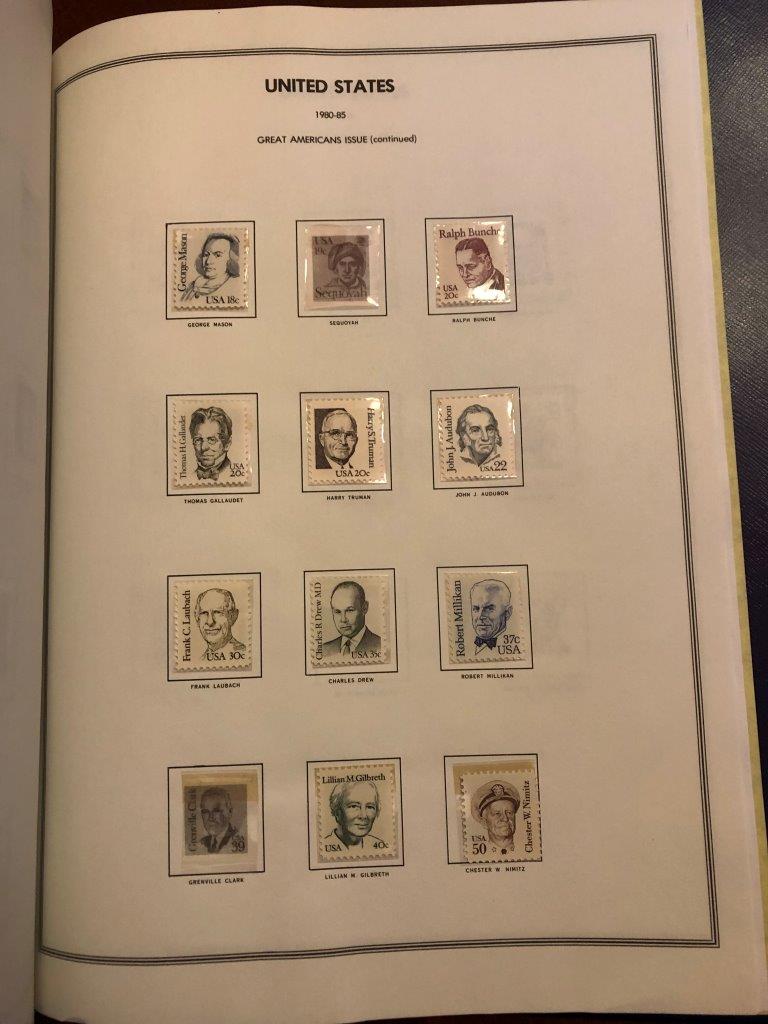 UNITED STATES
1980-85
GREAT AMERICANS ISSUE (continued)
George Mason
USA 18c
GEORGE MASON
USA
19c
Sequoyah
SEQUOYAH
Ralph Bunche
USA
20c
RALPH BUNCHE
Thomas H. Gallaudet
USA
20c
THOMAS GALLAUDET
Harry S. Truman
USA 20c
HARRY TRUMAN
John J. Audubon
USA 22
JOHN J. AUDUBON
Frank C. Laubach
USA 30c
FRANK LAUBACH
Charles R Drew MD
USA 35c
CHARLES DREW
Robert Millikan
37c
USA
ROBERT MILLIKAN
Grenville Clark
USA
39
GRENVILLE CLARK
Lillian M. Gilbreth
USA 40c
LILLIAN M. GILBRETH
USA
50
Chester W. Nimitz
CHESTER W. NIMITZ